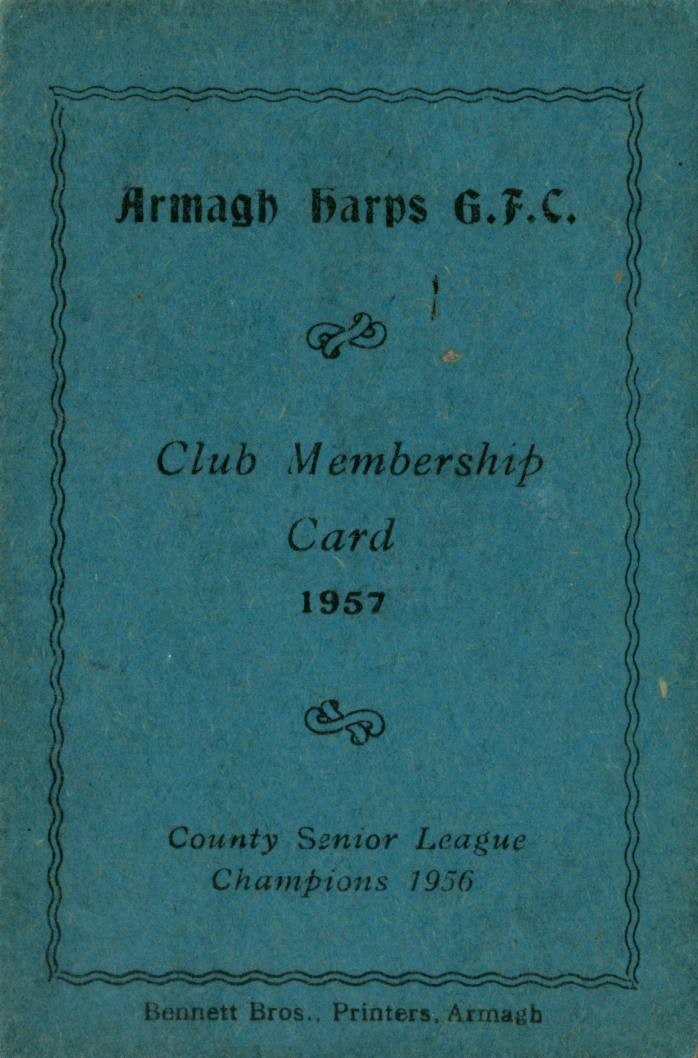 Armagh Harps G.F.C.
Club Membership
Card
1957
County Senior League
Champions 1956
Bennett Bros., Printers, Armagh